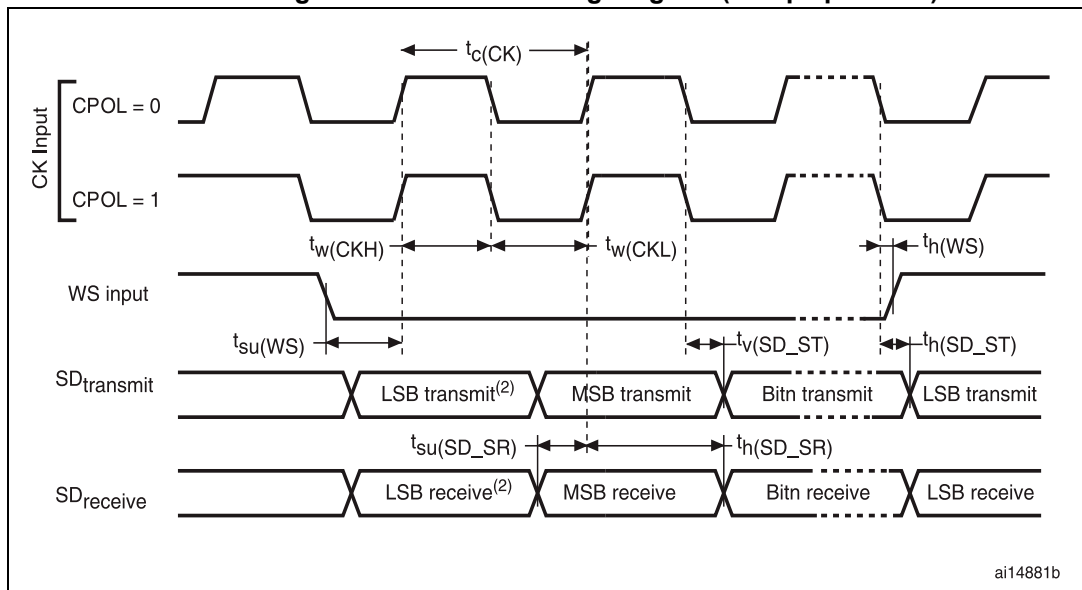 tc(CK)
CK Input
CPOL = 0
CPOL = 1
tw(CKH)
tw(CKL)
th(WS)
WS input
tsu(WS)
tv(SD_ST)
th(SD_ST)
SDtransmit
LSB transmit(2)
MSB transmit
Bitn transmit
LSB transmit
tsu(SD_SR)
th(SD_SR)
SDreceive
LSB receive(2)
MSB receive
Bitn receive
LSB receive
ai14881b